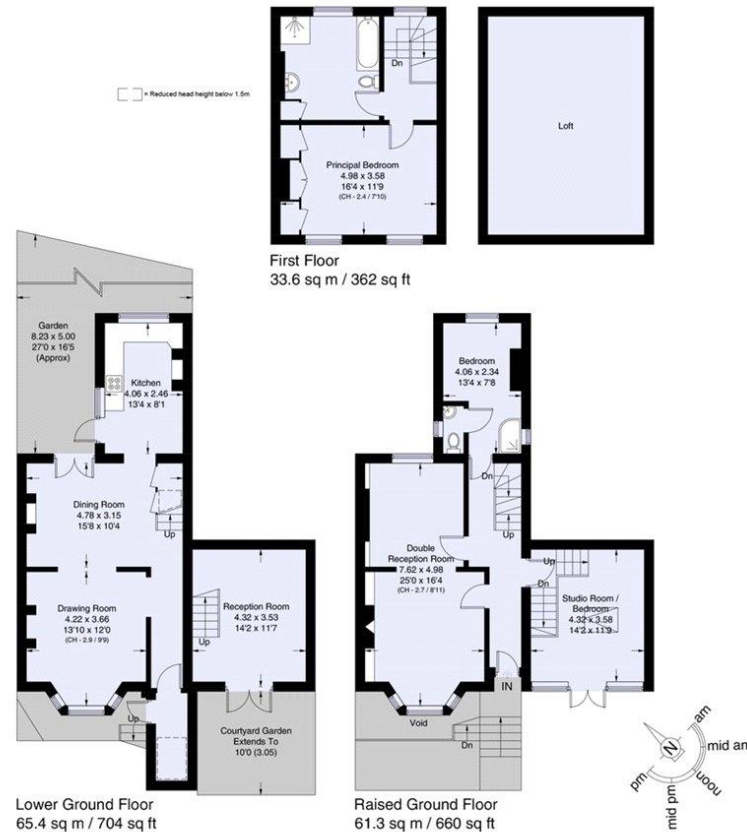 = Reduced head height below 1.5m
Dn
Principal Bedroom
4.98 x 3.58
16'4 x 11'9
(CH - 2.4 / 7'10)
Loft
First Floor
33.6 sq m / 362 sq ft
Garden
8.23 x 5.00
27'0 x 16'5
(Approx)
Kitchen
4.06 x 2.46
13'4 x 8'1
Dining Room
4.78 x 3.15
15'8 x 10'4
Up
Drawing Room
4.22 x 3.66
13'10 x 12'0
(CH - 2.9 / 9'9)
Up
Reception Room
4.32 x 3.53
14'2 x 11'7
Up
Courtyard Garden
Extends To
10'0 (3.05)
Lower Ground Floor
65.4 sq m / 704 sq ft
Bedroom
4.06 x 2.34
13'4 x 7'8
Dn
Up
Double
Reception Room
7.62 x 4.98
25'0 x 16'4
(CH - 2.7 / 8'11)
Up
Dn
Studio Room /
Bedroom
4.32 x 3.58
14'2 x 11'9
IN
Void
Dn
Raised Ground Floor
61.3 sq m / 660 sq ft
N
am
mid am
noon
mid pm
pm